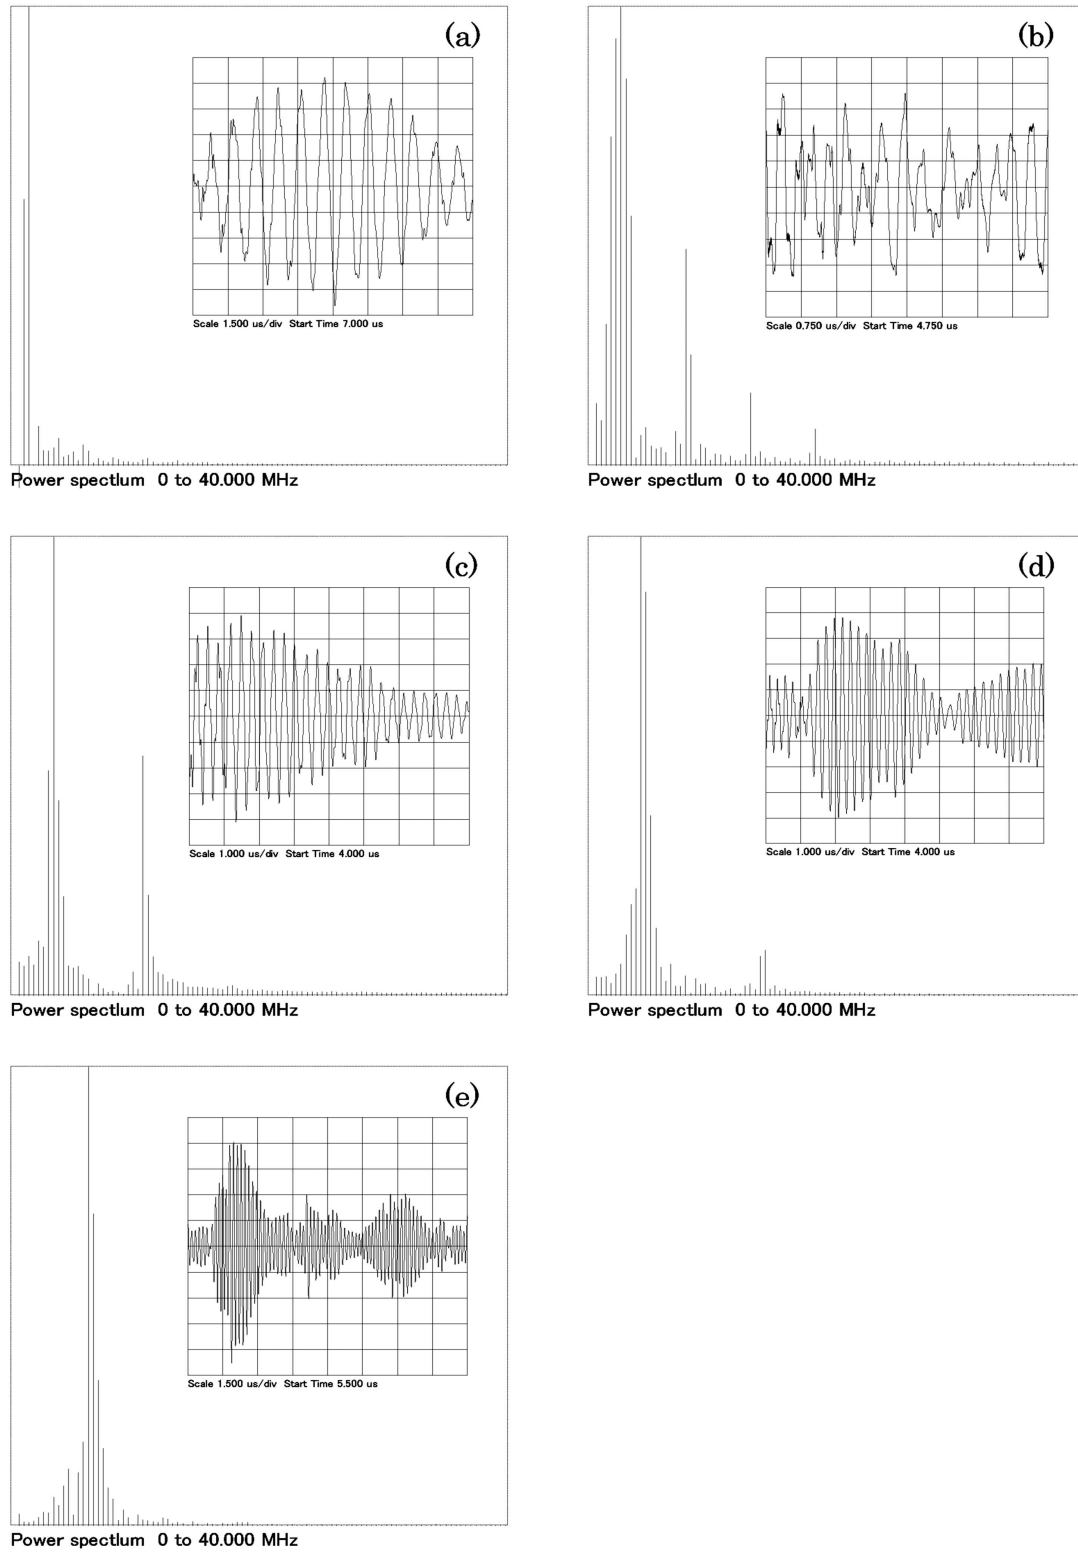 (a)
Scale 1.500 us/div Start Time 7.000 us
Power spectlum 0 to 40.000 MHz
(b)
Scale 0.750 us/div Start Time 4.750 us
Power spectlum 0 to 40.000 MHz
(c)
Scale 1.000 us/div Start Time 4.000 us
Power spectlum 0 to 40.000 MHz
(d)
Scale 1.000 us/div Start Time 4.000 us
Power spectlum 0 to 40.000 MHz
(e)
Scale 1.500 us/div Start Time 5.500 us
Power spectlum 0 to 40.000 MHz